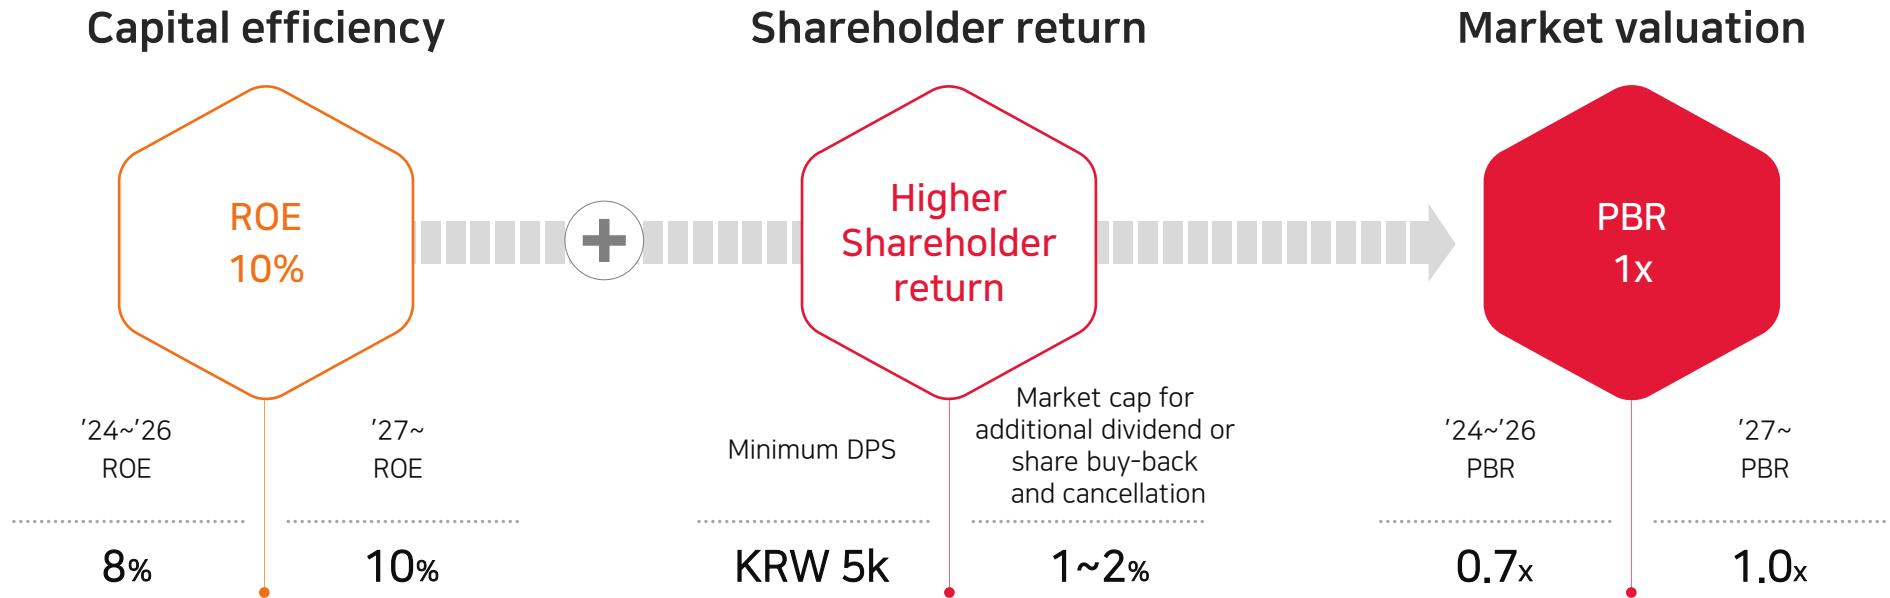 Capital efficiency
Shareholder return
Market valuation
ROE
10%
Higher
Shareholder
return
PBR
1x
’24~’26
ROE
’27~
ROE
Minimum DPS
Market cap for
additional dividend or
share buy-back
and cancellation
’24~’26
PBR
’27~
PBR
8%
10%
KRW 5k
1~2%
0.7x
1.0x